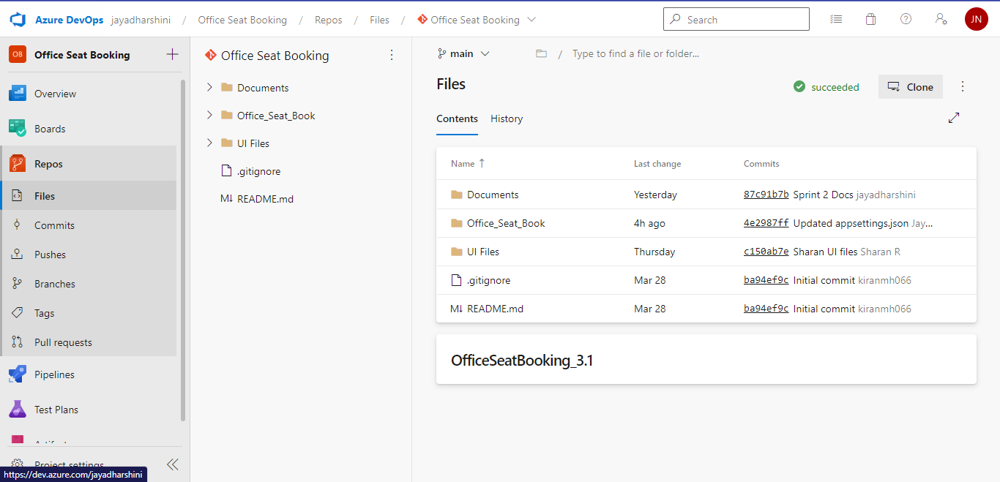 Azure DevOps jayadharshini / Office Seat Booking / Repos / Files / Office Seat Booking
Search
JN
OB Office Seat Booking
Overview
Boards
Repos
Files
Commits
Pushes
Branches
Tags
Pull requests
Pipelines
Test Plans
Project settings
https://dev.azure.com/jayadharshini
Office Seat Booking
Documents
Office_Seat_Book
UI Files
.gitignore
M↓ README.md
main / Type to find a file or folder...
Files
succeeded
Clone
Contents History
Name ↑ Last change Commits
Documents Yesterday 87c91b7b Sprint 2 Docs jayadharshini
Office_Seat_Book 4h ago 4e2987ff Updated appsettings.json Jay...
UI Files Thursday c150ab7e Sharan UI files Sharan R
.gitignore Mar 28 ba94ef9c Initial commit kiranmh066
M↓ README.md Mar 28 ba94ef9c Initial commit kiranmh066
OfficeSeatBooking_3.1